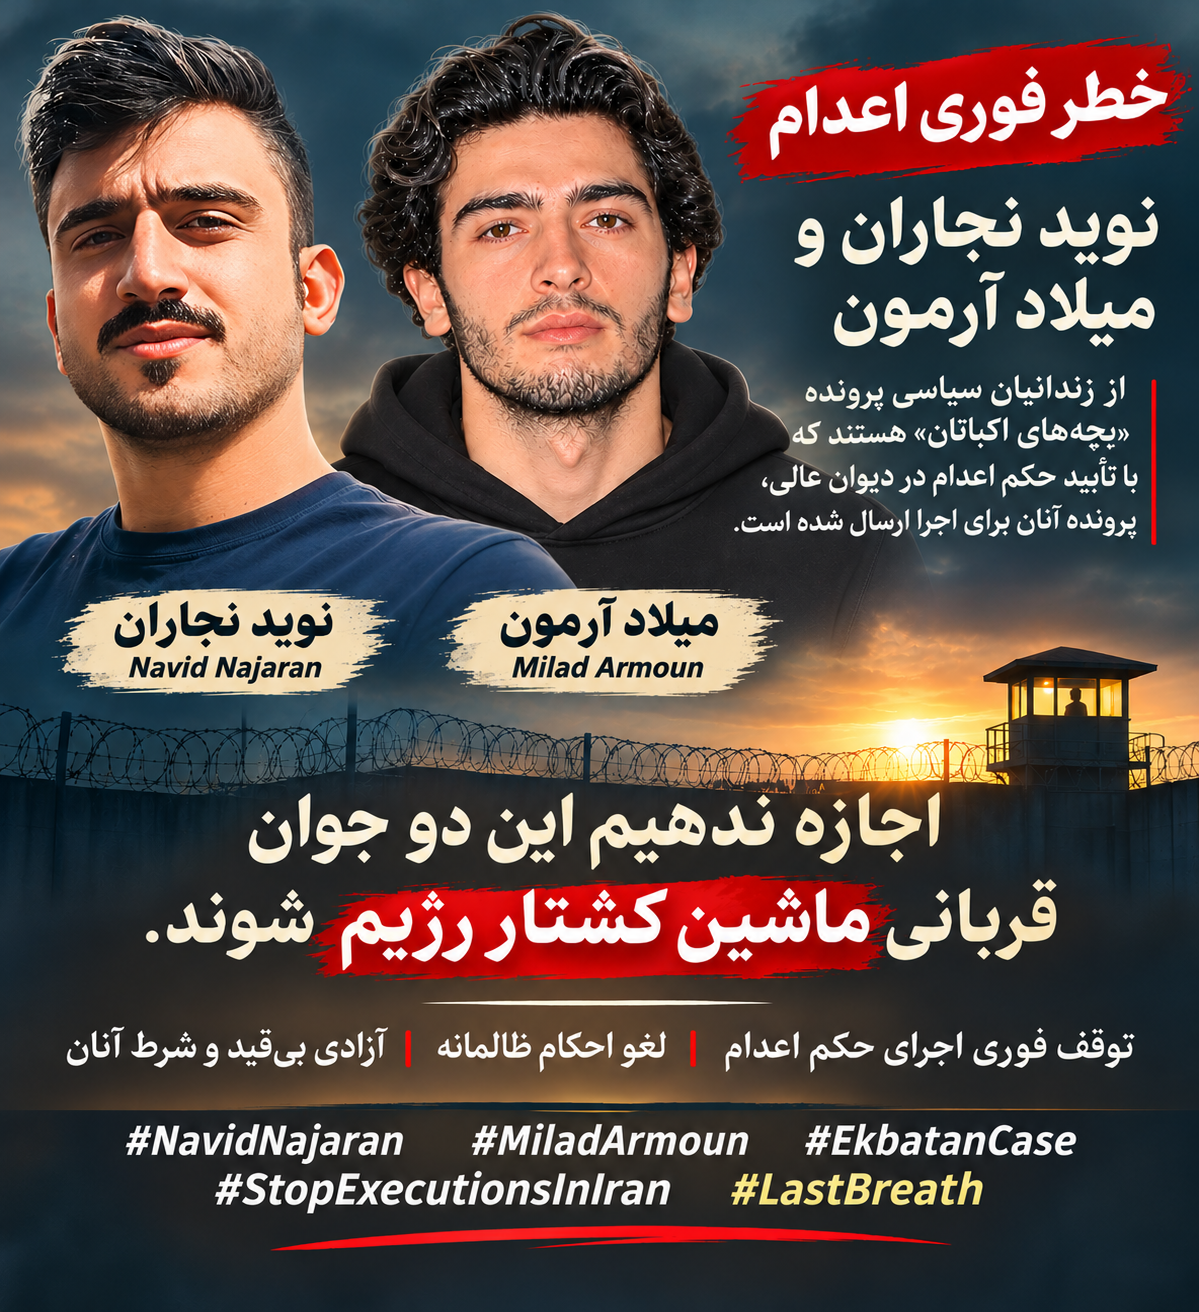 خطر فوری اعدام
نوید نجاران و
میلاد آرمون
از زندانیان سیاسی پرونده
«بچه‌های اکباتان» هستند که
با تأیید حکم اعدام در دیوان عالی،
پرونده آنان برای اجرا ارسال شده است.
میلاد آرمون
Milad Armoun
نوید نجاران
Navid Najaran
اجازه ندهیم این دو جوان
قربانی ماشین کشتار رژیم شوند.
توقف فوری اجرای حکم اعدام | لغو احکام ظالمانه | آزادی بی‌قید و شرط آنان
#NavidNajaran #MiladArmoun #EkbatanCase
#StopExecutionsInIran #LastBreath